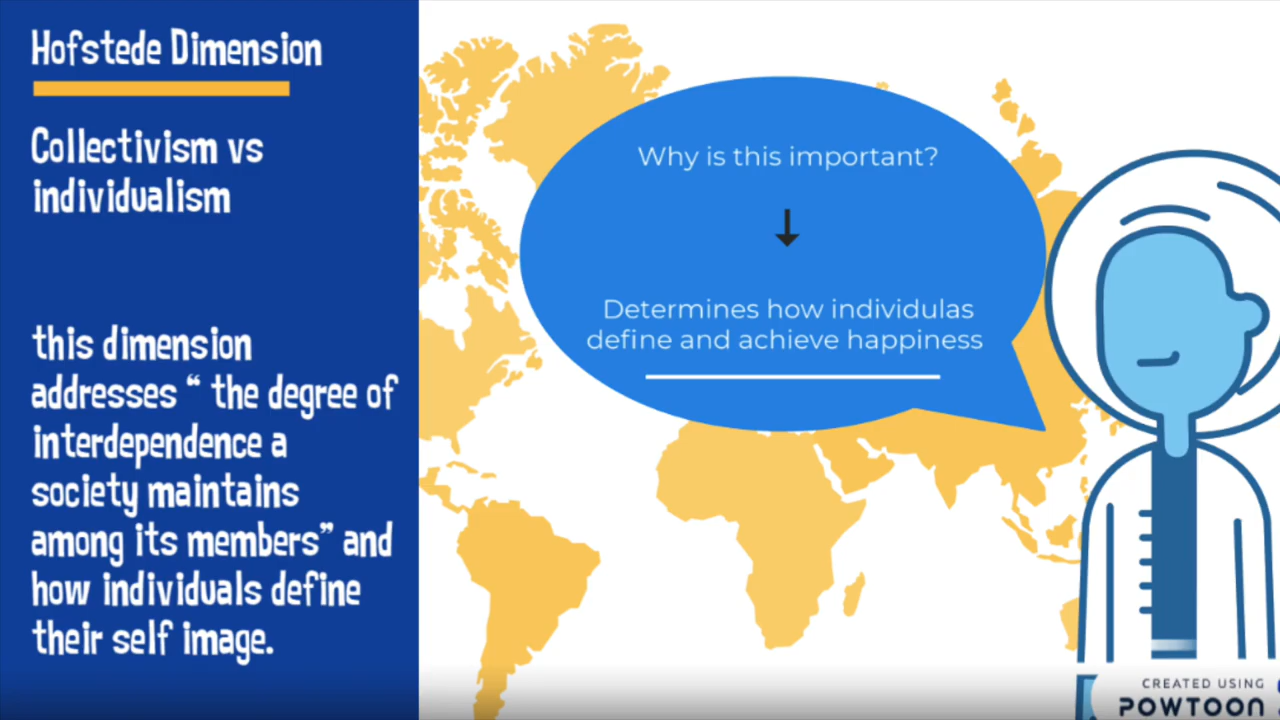 Hofstede Dimension
Collectivism vs
individualism
this dimension
addresses “ the degree of
interdependence a
society maintains
among its members” and
how individuals define
their self image.
Why is this important?
Determines how individulas
define and achieve happiness
CREATED USING
POWTOON